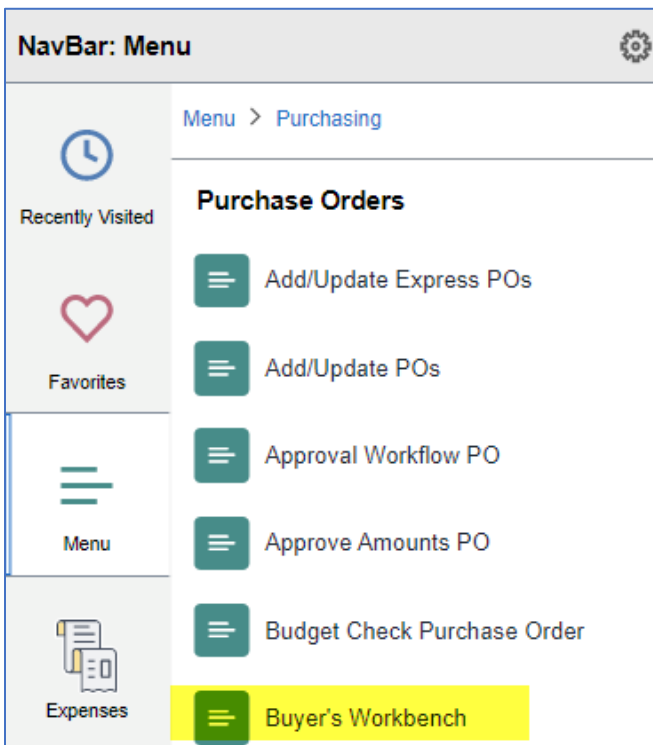 NavBar: Menu
Recently Visited
Favorites
Menu
Expenses
Menu > Purchasing
Purchase Orders
Add/Update Express POs
Add/Update POs
Approval Workflow PO
Approve Amounts PO
Budget Check Purchase Order
Buyer's Workbench